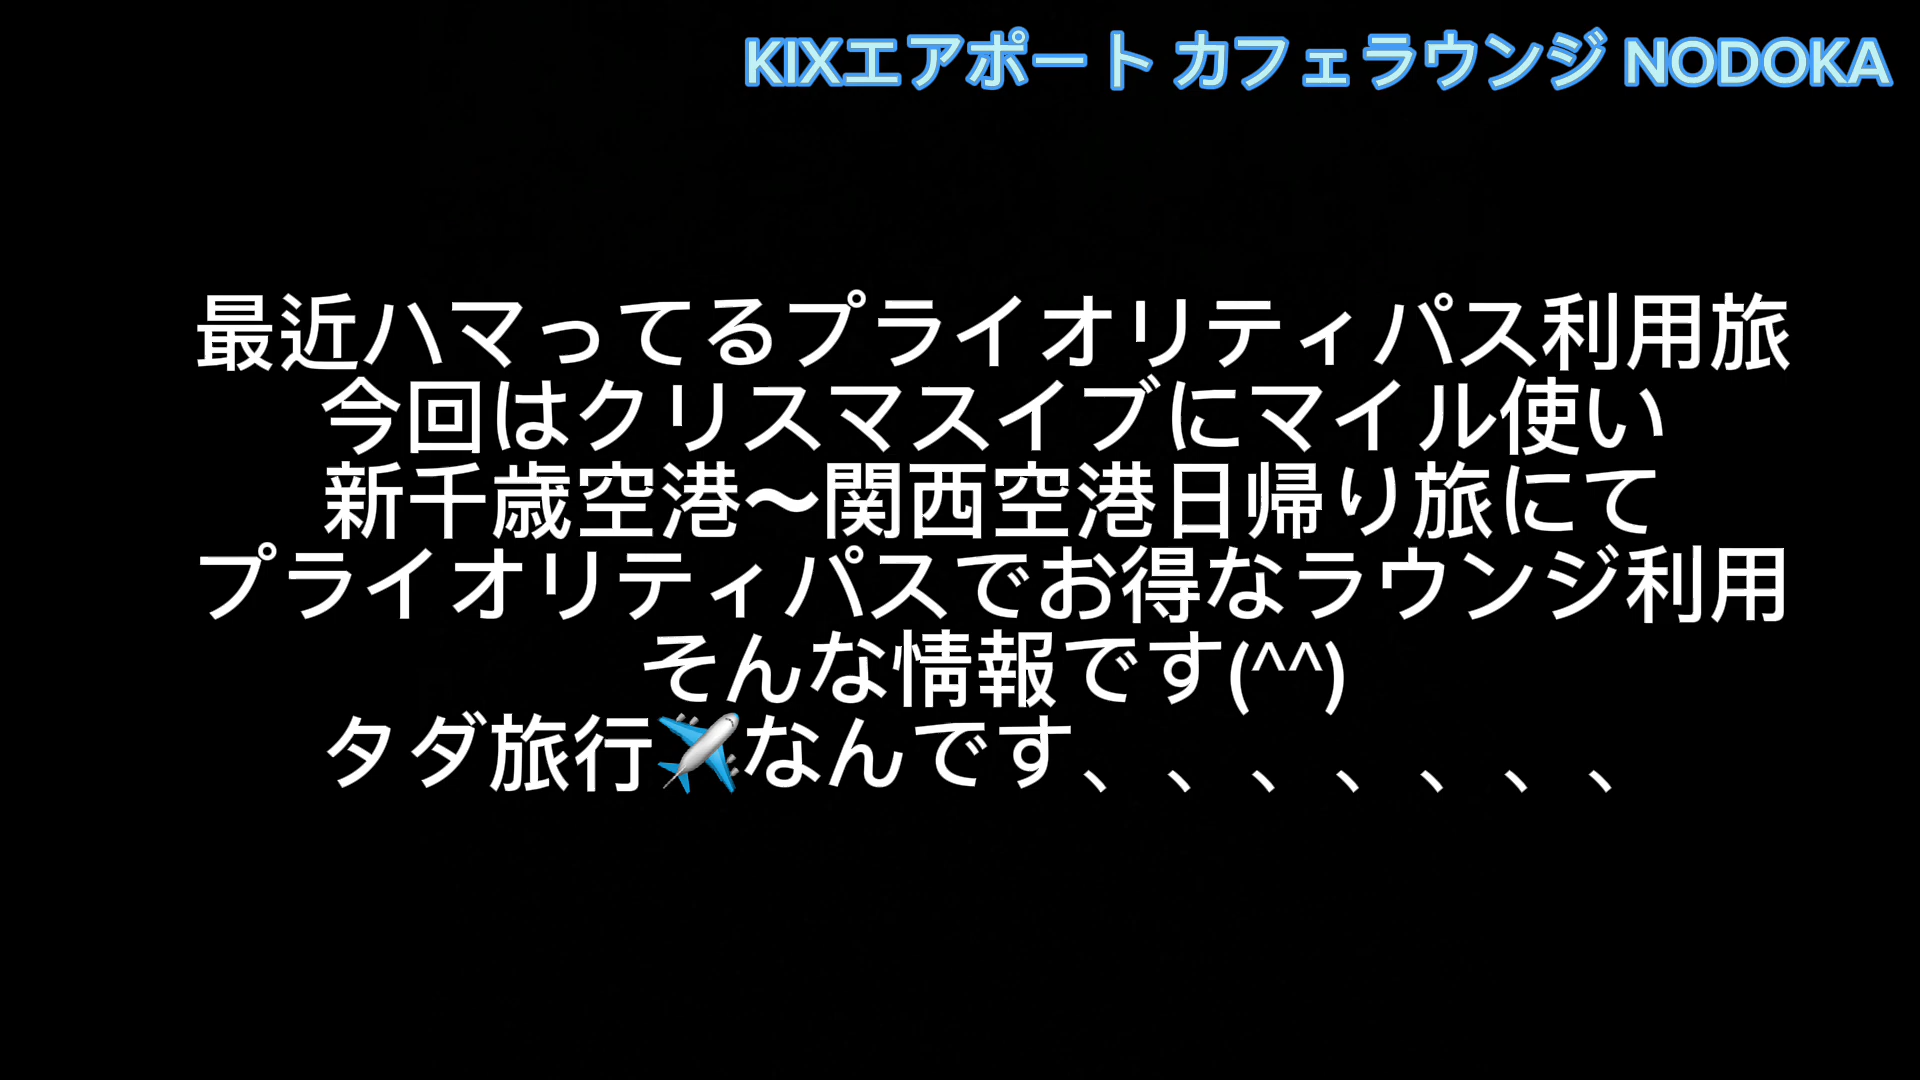 KIXエアポート カフェラウンジ NODOKA
最近ハマってるプライオリティパス利用旅
今回はクリスマスイブにマイル使い
新千歳空港〜関西空港日帰り旅にて
プライオリティパスでお得なラウンジ利用
そんな情報です(^^)
タダ旅行✈️なんです、、、、、、、